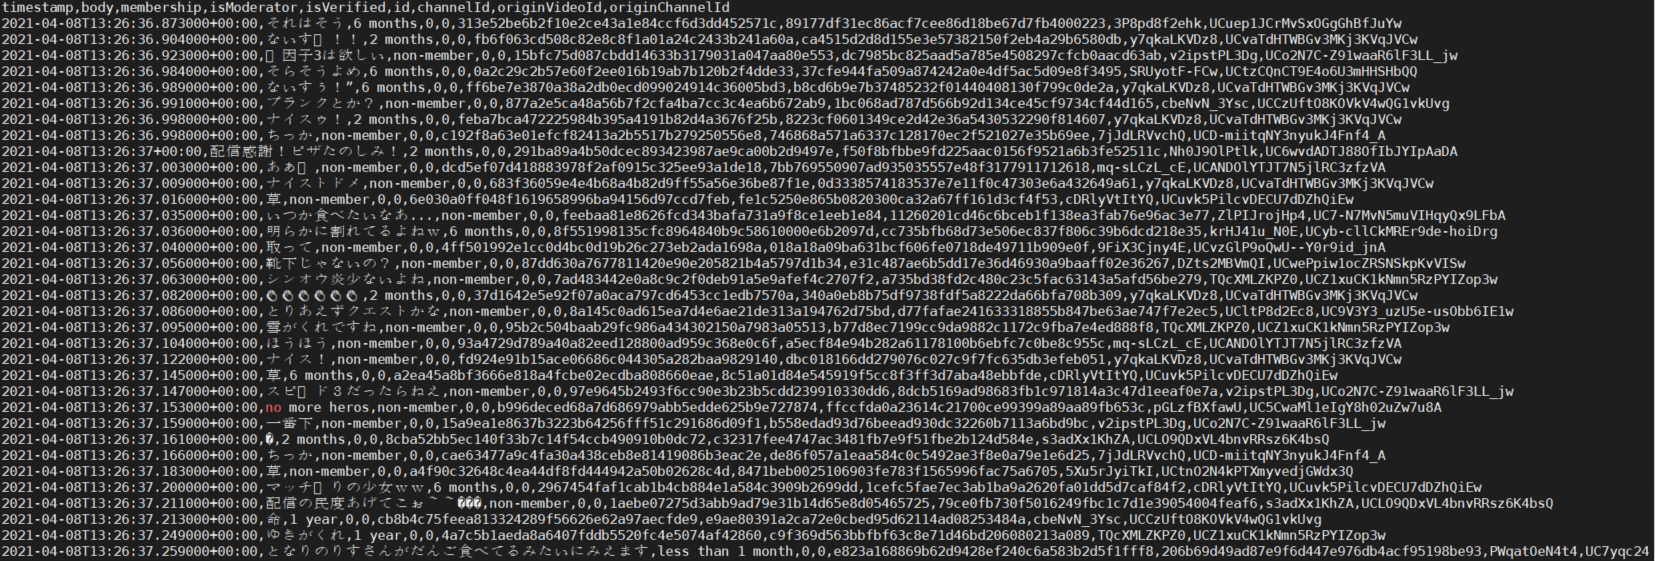 timestamp,body,membership,isModerator,isVerified,id,channelId,originVideoId,originChannelId
2021-04-08T13:26:36.873000+00:00,それはそう,6 months,0,0,313e52be6b2f10e2ce43a1e84ccf6d3dd452571c,89177df31ec86acf7cee86d18be67d7fb4000223,3P8pd8f2ehk,UCuep1JCrMvSxOGgGhBfJuYw
2021-04-08T13:26:36.904000+00:00,ないす！！,2 months,0,0,fb6f063cd508c82e8c8f1a01a24c2433b241a60a,ca4515d2d8d155e3e57382150f2eb4a29b6580db,y7qkaLKVDz8,UCvaTdHTWBGv3MKj3KVqJVCw
2021-04-08T13:26:36.923000+00:00,因子3は欲しい,non-member,0,0,15bfc75d087cbdd14633b3179031a047aa80e553,dc7985bc825aad5a785e4508297cfcb0aacd63ab,v2ipstPL3Dg,UCo2N7C-Z91waaR6lF3LL_jw
2021-04-08T13:26:36.984000+00:00,そらそうよめ,6 months,0,0,0a2c29c2b57e60f2ee016b19ab7b120b2f4dde33,37cfe944fa509a874242a0e4df5ac5d09e8f3495,SRUyotF-FCw,UCtzCQnCT9E4o6U3mHHSHbQQ
2021-04-08T13:26:36.989000+00:00,ないすぅ！”,6 months,0,0,ff6be7e3870a38a2db0ecd099024914c36005bd3,b8cd6b9e7b37485232f01440408130f799c0de2a,y7qkaLKVDz8,UCvaTdHTWBGv3MKj3KVqJVCw
2021-04-08T13:26:36.991000+00:00,プランクとか？,non-member,0,0,877a2e5ca48a56b7f2cfa4ba7cc3c4ea6b672ab9,1bc068ad787d566b92d134ce45cf9734cf44d165,cbeNvN_3Ysc,UCCzUftO8KOVkV4wQG1vkUvg
2021-04-08T13:26:36.998000+00:00,ナイスゥ！,2 months,0,0,feba7bca472225984b395a4191b82d4a3676f25b,8223cf0601349ce2d42e36a5430532290f814607,y7qkaLKVDz8,UCvaTdHTWBGv3MKj3KVqJVCw
2021-04-08T13:26:36.998000+00:00,ちっか,non-member,0,0,c192f8a63e01efcf82413a2b5517b279250556e8,746868a571a6337c128170ec2f521027e35b69ee,7jJdLRVvchQ,UCD-miitqNY3nyukJ4Fnf4_A
2021-04-08T13:26:37+00:00,配信感謝！ピザたのしみ！,2 months,0,0,291ba89a4b50dcec893423987ae9ca00b2d9497e,f50f8bfbbe9fd225aac0156f9521a6b3fe52511c,Nh0J9OlPtlk,UC6wvdADTJ88OfIbJYIpAaDA
2021-04-08T13:26:37.003000+00:00,あぁ,non-member,0,0,dcd5ef07d418883978f2af0915c325ee93a1de18,7bb769550907ad935035557e48f3177911712618,mq-sLCzL_cE,UCANDOlYTJT7N5jlRC3zfzVA
2021-04-08T13:26:37.009000+00:00,ナイストドメ,non-member,0,0,683f36059e4e4b68a4b82d9ff55a56e36be87f1e,0d3338574183537e7e11f0c47303e6a432649a61,y7qkaLKVDz8,UCvaTdHTWBGv3MKj3KVqJVCw
2021-04-08T13:26:37.016000+00:00,草,non-member,0,0,6e030a0ff048f1619658996ba94156d97ccd7feb,fe1c5250e865b0820300ca32a67ff161d3cf4f53,cDRlyVtItYQ,UCuvk5PilcvDECU7dDZhQiEw
2021-04-08T13:26:37.035000+00:00,いつか食べたいなあ...,non-member,0,0,feebaa81e8626fcd343bafa731a9f8ce1eeb1e84,11260201cd46c6bceb1f138ea3fab76e96ac3e77,ZlPIJrojHp4,UC7-N7MvN5muVIHqyQx9LFbA
2021-04-08T13:26:37.036000+00:00,明らかに割れてるよねｗ,6 months,0,0,8f551998135cfc8964840b9c58610000e6b2097d,cc735bfb68d73e506ec837f806c39b6dcd218e35,krHJ41u_N0E,UCyb-cllCkMREr9de-hoiDrg
2021-04-08T13:26:37.040000+00:00,取って,non-member,0,0,4ff501992e1cc0d4bc0d19b26c273eb2ada1698a,018a18a09ba631bcf606fe0718de49711b909e0f,9FiX3Cjny4E,UCvzGlP9oQwU--Y0r9id_jnA
2021-04-08T13:26:37.056000+00:00,靴下じゃないの？,non-member,0,0,87dd630a7677811420e90e205821b4a5797d1b34,e31c487ae6b5dd17e36d46930a9baaff02e36267,DZts2MBVmQI,UCwePpiw1ocZRSNSkpKvVISw
2021-04-08T13:26:37.063000+00:00,シンオウ炎少ないよね,non-member,0,0,7ad483442e0a8c9c2f0deb91a5e9afef4c2707f2,a735bd38fd2c480c23c5fac63143a5afd56be279,TQcXMLZKPZ0,UCZ1xuCK1kNmn5RzPYIZop3w
2021-04-08T13:26:37.082000+00:00,,2 months,0,0,37d1642e5e92f07a0aca797cd6453cc1edb7570a,340a0eb8b75df9738fdf5a8222da66bfa708b309,y7qkaLKVDz8,UCvaTdHTWBGv3MKj3KVqJVCw
2021-04-08T13:26:37.086000+00:00,とりあえずクエストかな,non-member,0,0,8a145c0ad615ea7d4e6ae21de313a194762d75bd,d77fafae241633318855b847be63ae747f7e2ec5,UCltP8d2Ec8,UC9V3Y3_uzU5e-usObb6IE1w
2021-04-08T13:26:37.095000+00:00,雪がくれですね,non-member,0,0,95b2c504baab29fc986a434302150a7983a05513,b77d8ec7199cc9da9882c1172c9fba7e4ed888f8,TQcXMLZKPZ0,UCZ1xuCK1kNmn5RzPYIZop3w
2021-04-08T13:26:37.104000+00:00,ほうほう,non-member,0,0,93a4729d789a40a82eed128800ad959c368e0c6f,a5ecf84e94b282a61178100b6ebfc7c0be8c955c,mq-sLCzL_cE,UCANDOlYTJT7N5jlRC3zfzVA
2021-04-08T13:26:37.122000+00:00,ナイス！,non-member,0,0,fd924e91b15ace06686c044305a282baa9829140,dbc018166dd279076c027c9f7fc635db3efeb051,y7qkaLKVDz8,UCvaTdHTWBGv3MKj3KVqJVCw
2021-04-08T13:26:37.145000+00:00,草,6 months,0,0,a2ea45a8bf3666e818a4fcbe02ecdba808660eae,8c51a01d84e545919f5cc8f3ff3d7aba48ebbfde,cDRlyVtItYQ,UCuvk5PilcvDECU7dDZhQiEw
2021-04-08T13:26:37.147000+00:00,スピード３だったらねえ,non-member,0,0,97e9645b2493f6cc90e3b23b5cdd239910330dd6,8dcb5169ad98683fb1c971814a3c47d1eeaf0e7a,v2ipstPL3Dg,UCo2N7C-Z91waaR6lF3LL_jw
2021-04-08T13:26:37.153000+00:00,no more heros,non-member,0,0,b996deced68a7d686979abb5edde625b9e727874,ffccfda0a23614c21700ce99399a89aa89fb653c,pGLzfBXfawU,UC5CwaMl1eIgY8h02uZw7u8A
2021-04-08T13:26:37.159000+00:00,一番下,non-member,0,0,15a9ea1e8637b3223b64256fff51c291686d09f1,b558edad93d76beead930dc32260b7113a6bd9bc,v2ipstPL3Dg,UCo2N7C-Z91waaR6lF3LL_jw
2021-04-08T13:26:37.161000+00:00,�,2 months,0,0,8cba52bb5ec140f33b7c14f54ccb490910b0dc72,c32317fee4747ac3481fb7e9f51fbe2b124d584e,s3adXx1KhZA,UCLO9QDxVL4bnvRRsz6K4bsQ
2021-04-08T13:26:37.166000+00:00,ちっか,non-member,0,0,cae63477a9c4fa30a438ceb8e81419086b3eac2e,de86f057a1eaa584c0c5492ae3f8e0a79e1e6d25,7jJdLRVvchQ,UCD-miitqNY3nyukJ4Fnf4_A
2021-04-08T13:26:37.183000+00:00,草,non-member,0,0,a4f90c32648c4ea44df8fd444942a50b02628c4d,8471beb0025106903fe783f1565996fac75a6705,5Xu5rJyiTkI,UCtnO2N4kPTXmyvedjGWdx3Q
2021-04-08T13:26:37.200000+00:00,マッチりの少女ｗｗ,6 months,0,0,2967454faf1cab1b4cb884e1a584c3909b2699dd,1cefc5fae7ec3ab1ba9a2620fa01dd5d7caf84f2,cDRlyVtItYQ,UCuvk5PilcvDECU7dDZhQiEw
2021-04-08T13:26:37.211000+00:00,配信の民度あげてこぉ⌒⌒���,non-member,0,0,1aebe07275d3abb9ad79e31b14d65e8d05465725,79ce0fb730f5016249fbc1c7d1e39054004feaf6,s3adXx1KhZA,UCLO9QDxVL4bnvRRsz6K4bsQ
2021-04-08T13:26:37.213000+00:00,命,1 year,0,0,cb8b4c75feea813324289f56626e62a97aecfde9,e9ae80391a2ca72e0cbed95d62114ad08253484a,cbeNvN_3Ysc,UCCzUftO8KOVkV4wQG1vkUvg
2021-04-08T13:26:37.249000+00:00,ゆきがくれ,1 year,0,0,4a7c5b1aeda8a6407fddb5520fc4e5074af42860,c9f369d563bbfbf63c8e71d46bd206080213a089,TQcXMLZKPZ0,UCZ1xuCK1kNmn5RzPYIZop3w
2021-04-08T13:26:37.259000+00:00,となりのりすさんがだんご食べてるみたいにみえます,less than 1 month,0,0,e823a168869b62d9428ef240c6a583b2d5f1fff8,206b69d49ad87e9f6d447e976db4acf95198be93,PWqatOeN4t4,UC7yqc24